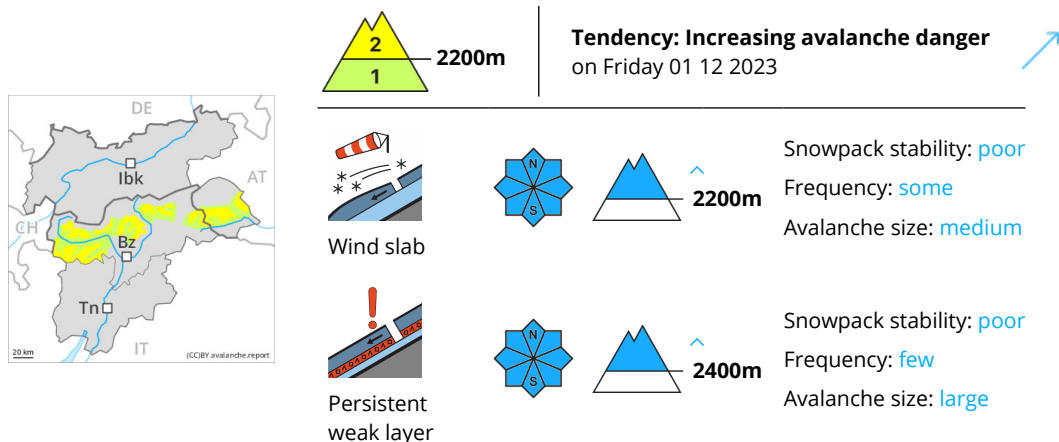 2
1
2200m
Tendency: Increasing avalanche danger
on Friday 01 12 2023
DE
Ibk
AT
CH
Bz
Tn
IT
20 km
(CC)BY avalanche.report
Wind slab
N
S
2200m
Snowpack stability: poor
Frequency: some
Avalanche size: medium
Persistent
weak layer
N
S
2400m
Snowpack stability: poor
Frequency: few
Avalanche size: large